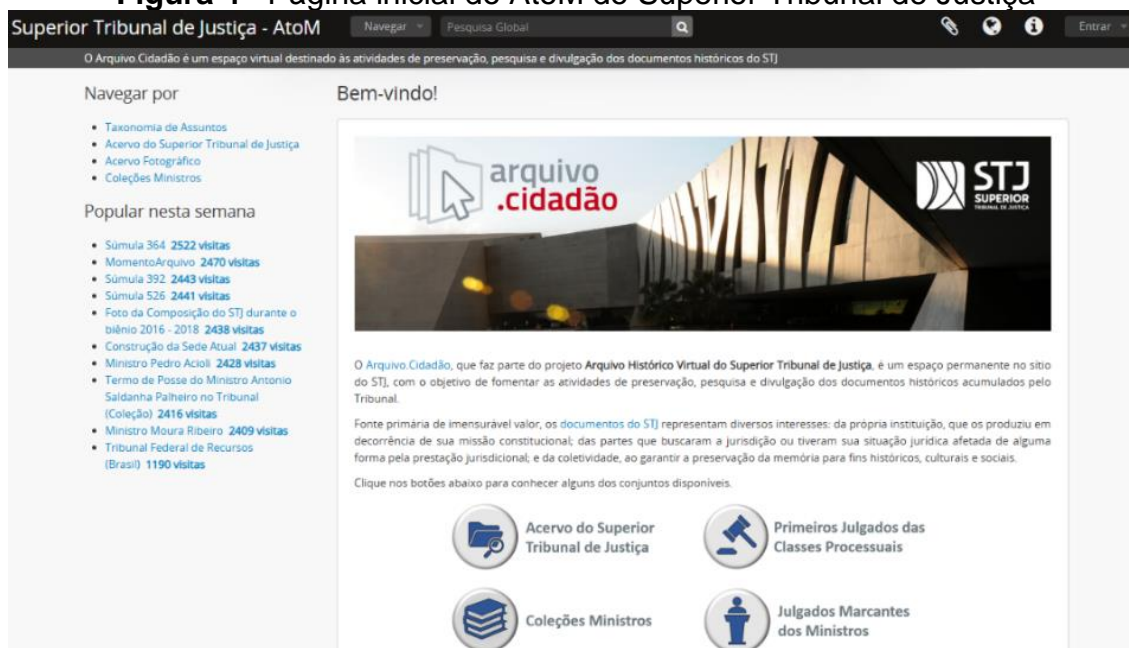 Figura 1 - Página inicial do AtoM do Superior Tribunal de Justiça
Superior Tribunal de Justiça - AtoM
Navegar
Pesquisa Global
Entrar
O Arquivo.Cidadão é um espaço virtual destinado às atividades de preservação, pesquisa e divulgação dos documentos históricos do STJ
Navegar por
Taxonomia de Assuntos
Acervo do Superior Tribunal de Justiça
Acervo Fotográfico
Coleções Ministros
Popular nesta semana
Súmula 364 2522 visitas
MomentoArquivo 2470 visitas
Súmula 392 2443 visitas
Súmula 526 2441 visitas
Foto da Composição do STJ durante o
biênio 2016 - 2018 2438 visitas
Construção da Sede Atual 2437 visitas
Ministro Pedro Acioli 2428 visitas
Termo de Posse do Ministro Antonio
Saldanha Palheiro no Tribunal
(Coleção) 2416 visitas
Ministro Moura Ribeiro 2409 visitas
Tribunal Federal de Recursos
(Brasil) 1190 visitas
Bem-vindo!
arquivo
.cidadão
STJ
SUPERIOR
TRIBUNAL DE JUSTIÇA
O Arquivo.Cidadão, que faz parte do projeto Arquivo Histórico Virtual do Superior Tribunal de Justiça, é um espaço permanente no sítio
do STJ, com o objetivo de fomentar as atividades de preservação, pesquisa e divulgação dos documentos históricos acumulados pelo
Tribunal.
Fonte primária de imensurável valor, os documentos do STJ representam diversos interesses: da própria instituição, que os produziu em
decorrência de sua missão constitucional; das partes que buscaram a jurisdição ou tiveram sua situação jurídica afetada de alguma
forma pela prestação jurisdicional; e da coletividade, ao garantir a preservação da memória para fins históricos, culturais e sociais.
Clique nos botões abaixo para conhecer alguns dos conjuntos disponíveis.
Acervo do Superior
Tribunal de Justiça
Primeiros Julgados das
Classes Processuais
Coleções Ministros
Julgados Marcantes
dos Ministros